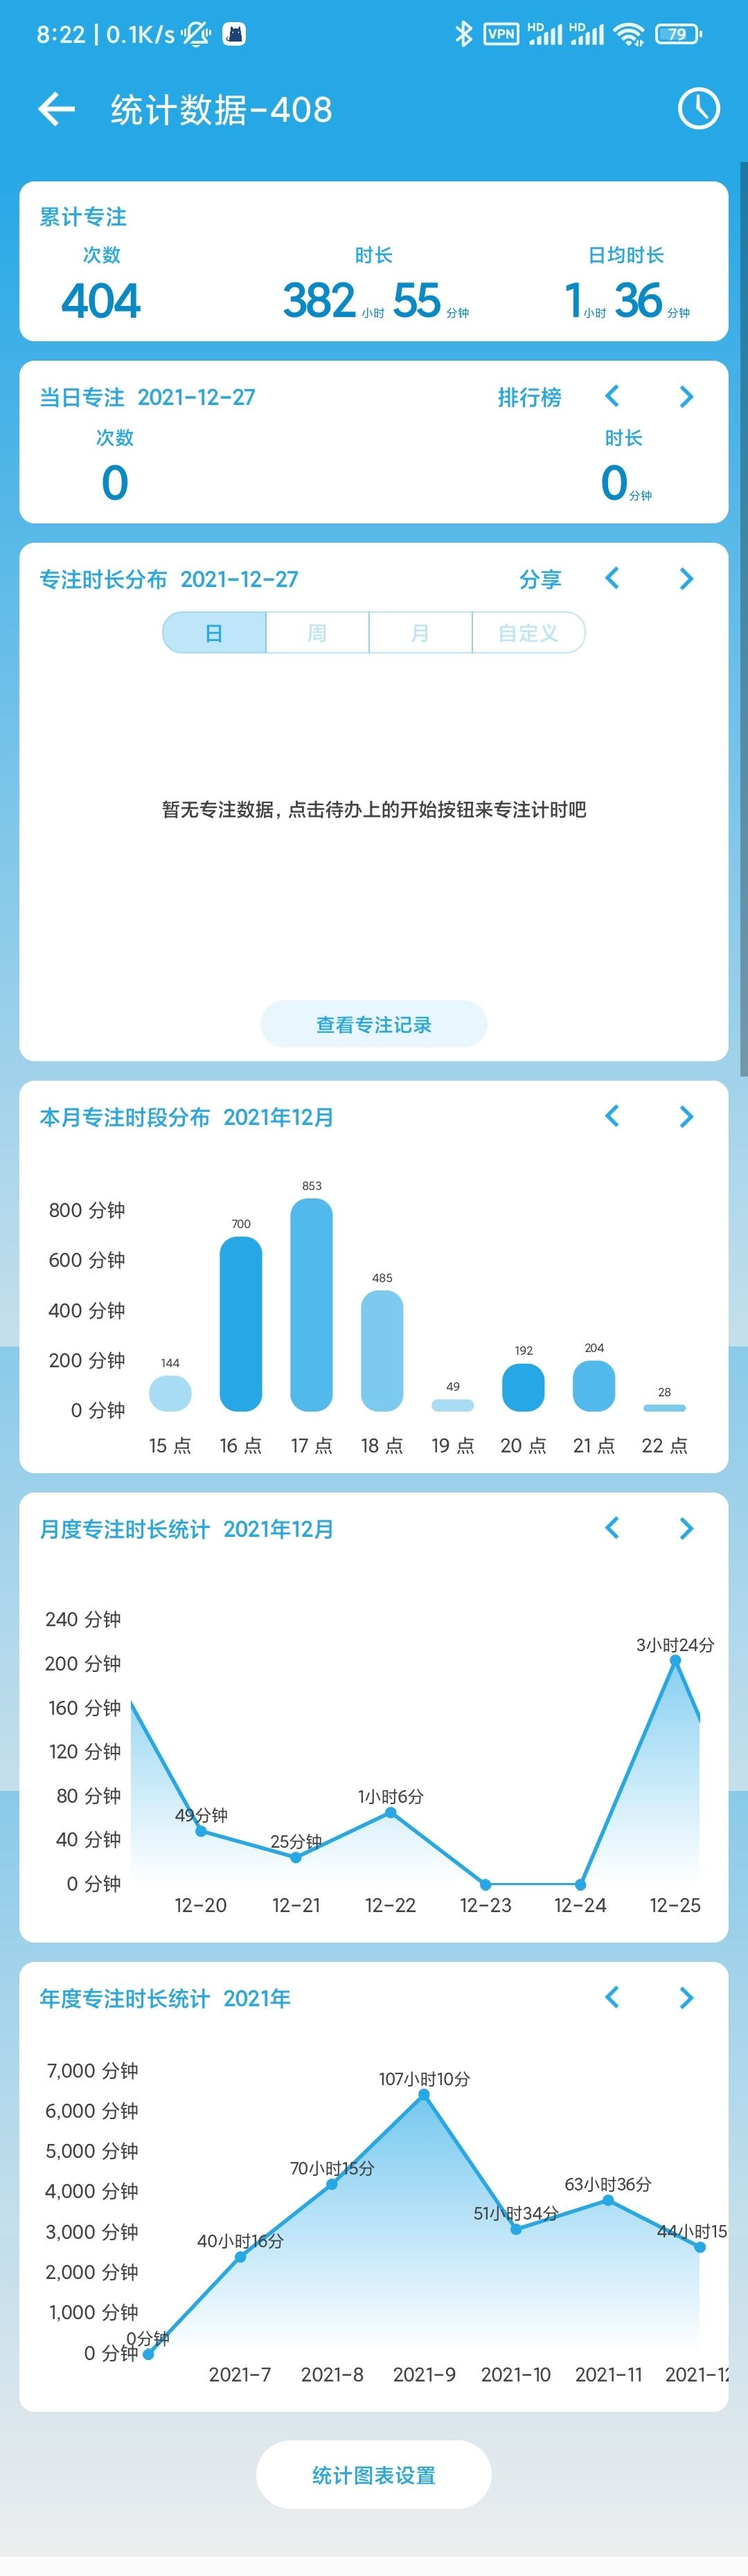 8:22 | 0.1K/s VPN HD HD 79
统计数据-408
累计专注
次数 时长 日均时长
404 382 小时 55 分钟 1 小时 36 分钟
当日专注 2021-12-27 排行榜
次数 时长
0 0 分钟
专注时长分布 2021-12-27 分享
日 周 月 自定义
暂无专注数据，点击待办上的开始按钮来专注计时吧
查看专注记录
本月专注时段分布 2021年12月
853
800 分钟
700
600 分钟
485
400 分钟
200 分钟
144 49 192 204 28
0 分钟
15 点 16 点 17 点 18 点 19 点 20 点 21 点 22 点
月度专注时长统计 2021年12月
240 分钟
3小时24分
200 分钟
160 分钟
120 分钟
80 分钟
1小时6分
49分钟
40 分钟
25分钟
0 分钟
12-20 12-21 12-22 12-23 12-24 12-25
年度专注时长统计 2021年
7,000 分钟
107小时10分
6,000 分钟
5,000 分钟
70小时15分
4,000 分钟
63小时36分
51小时34分
3,000 分钟
44小时15
40小时16分
2,000 分钟
1,000 分钟
0分钟
0 分钟
2021-7 2021-8 2021-9 2021-10 2021-11 2021-12
统计图表设置